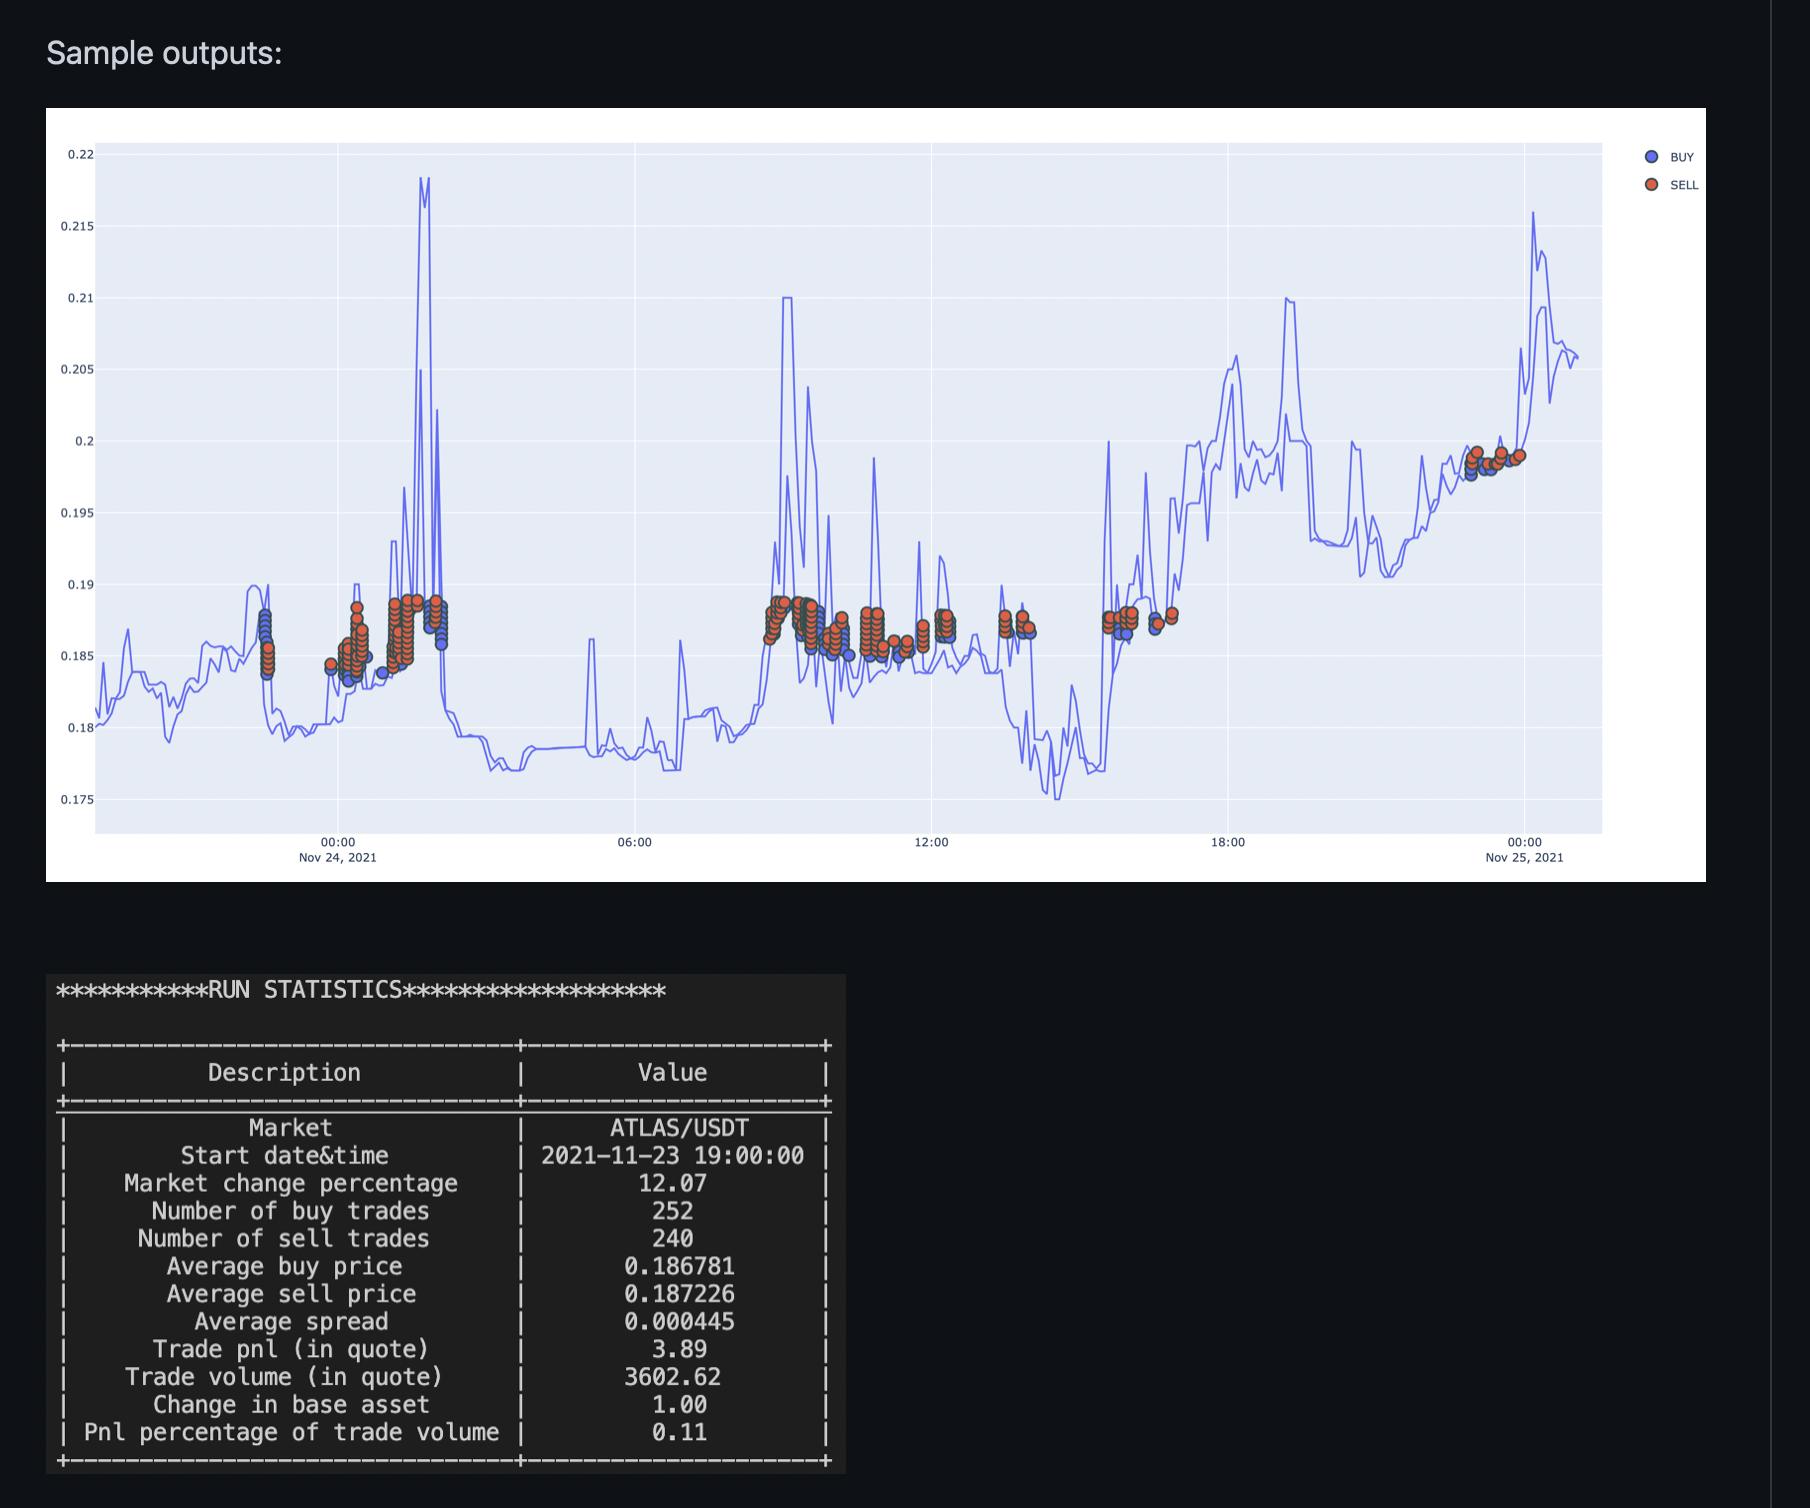 Sample outputs:
0.22
0.215
0.21
0.205
0.2
0.195
0.19
0.185
0.18
0.175
00:00
Nov 24, 2021
06:00
12:00
18:00
00:00
Nov 25, 2021
BUY
SELL
***********RUN STATISTICS*******************
Description Value
Market ATLAS/USDT
Start date&time 2021-11-23 19:00:00
Market change percentage 12.07
Number of buy trades 252
Number of sell trades 240
Average buy price 0.186781
Average sell price 0.187226
Average spread 0.000445
Trade pnl (in quote) 3.89
Trade volume (in quote) 3602.62
Change in base asset 1.00
Pnl percentage of trade volume 0.11